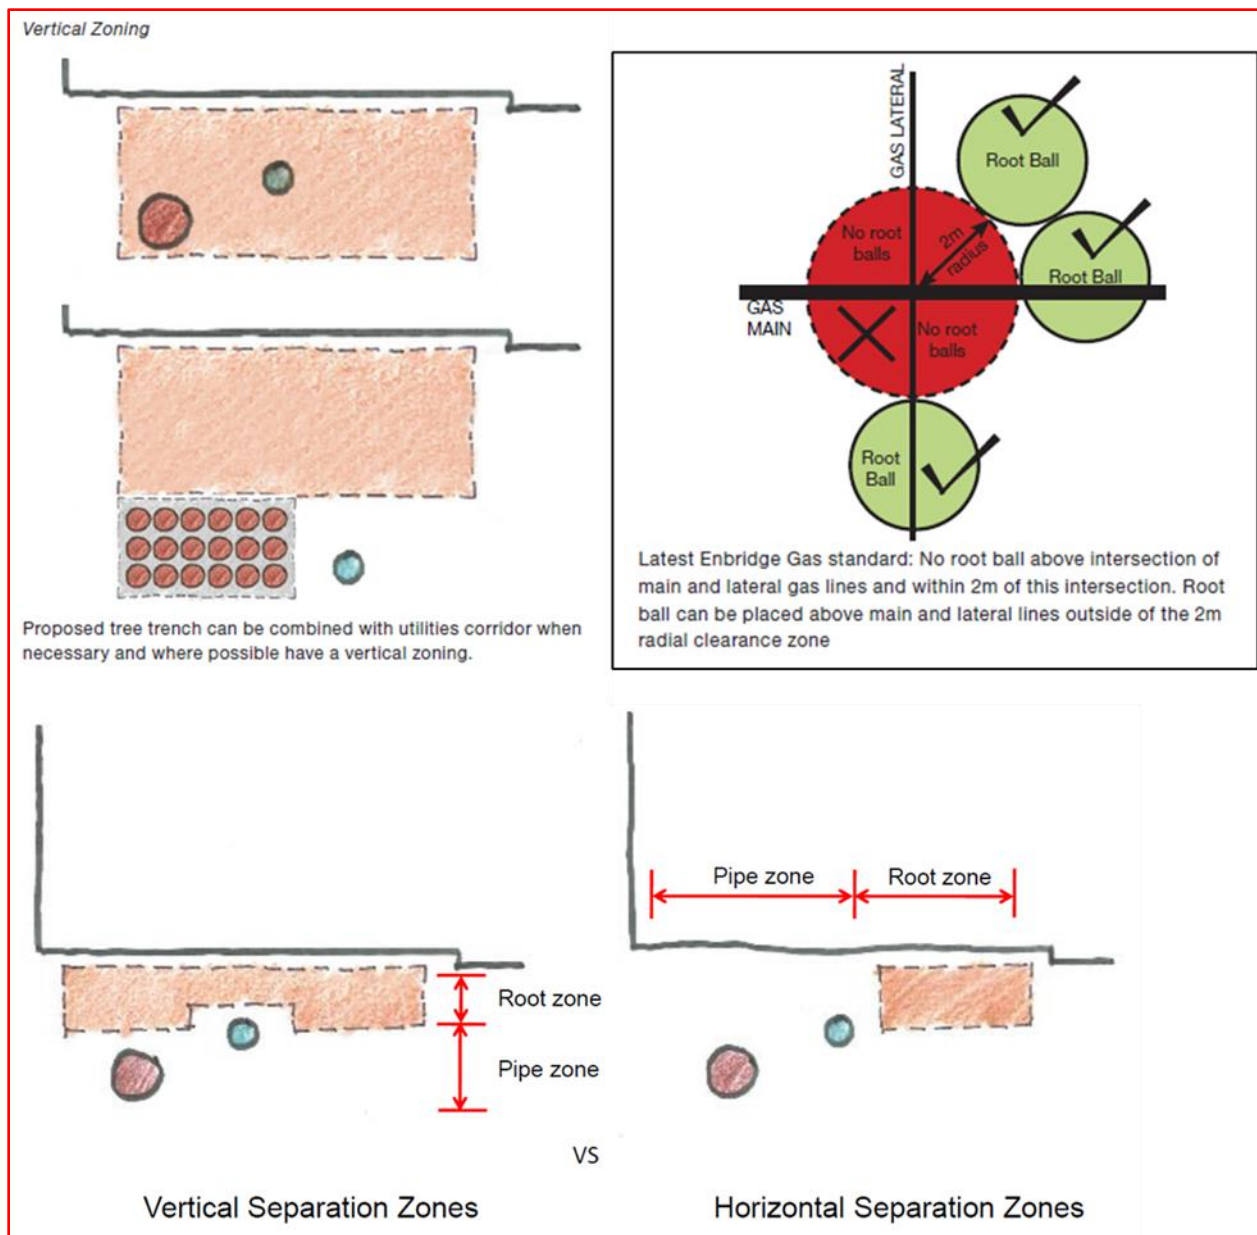 Vertical Zoning
Proposed tree trench can be combined with utilities corridor when
necessary and where possible have a vertical zoning.
GAS LATERAL
Root Ball
No root
balls
2m
radius
Root Ball
GAS
MAIN
No root
balls
Root
Ball
Latest Enbridge Gas standard: No root ball above intersection of
main and lateral gas lines and within 2m of this intersection. Root
ball can be placed above main and lateral lines outside of the 2m
radial clearance zone
Root zone
Pipe zone
Pipe zone
Root zone
VS
Vertical Separation Zones
Horizontal Separation Zones